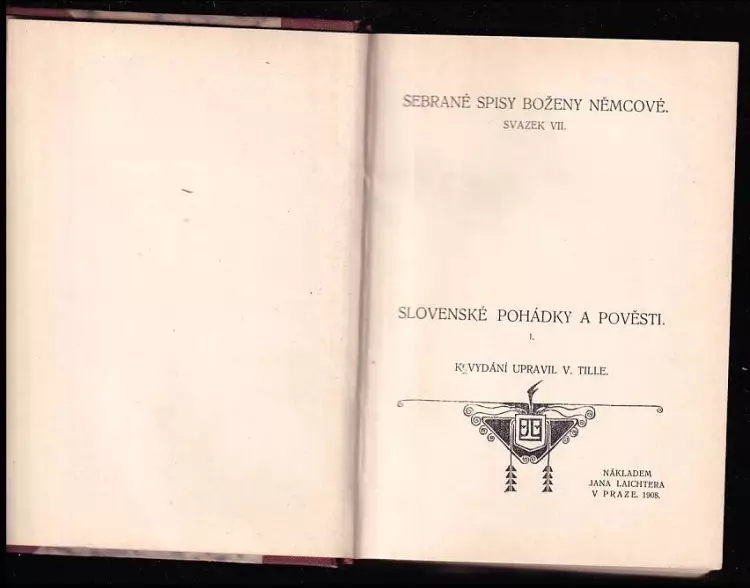 SEBRANÉ SPISY BOŽENY NĚMCOVÉ.
SVAZEK VII.
SLOVENSKÉ POHÁDKY A POVĚSTI.
I.
K VYDÁNÍ UPRAVIL V. TILLE.
NÁKLADEM
JANA LAICHTERA
V PRAZE. 1908.